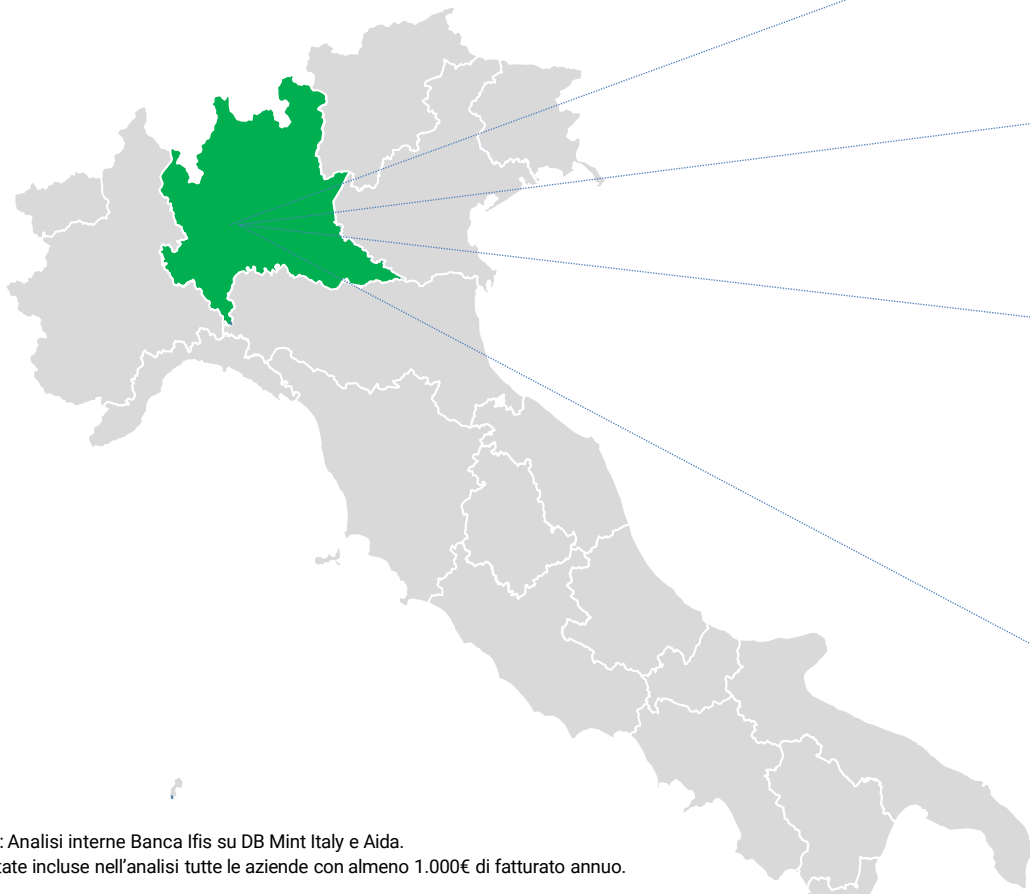 : Analisi interne Banca Ifis su DB Mint Italy e Aida.
tate incluse nell'analisi tutte le aziende con almeno 1.000€ di fatturato annuo.